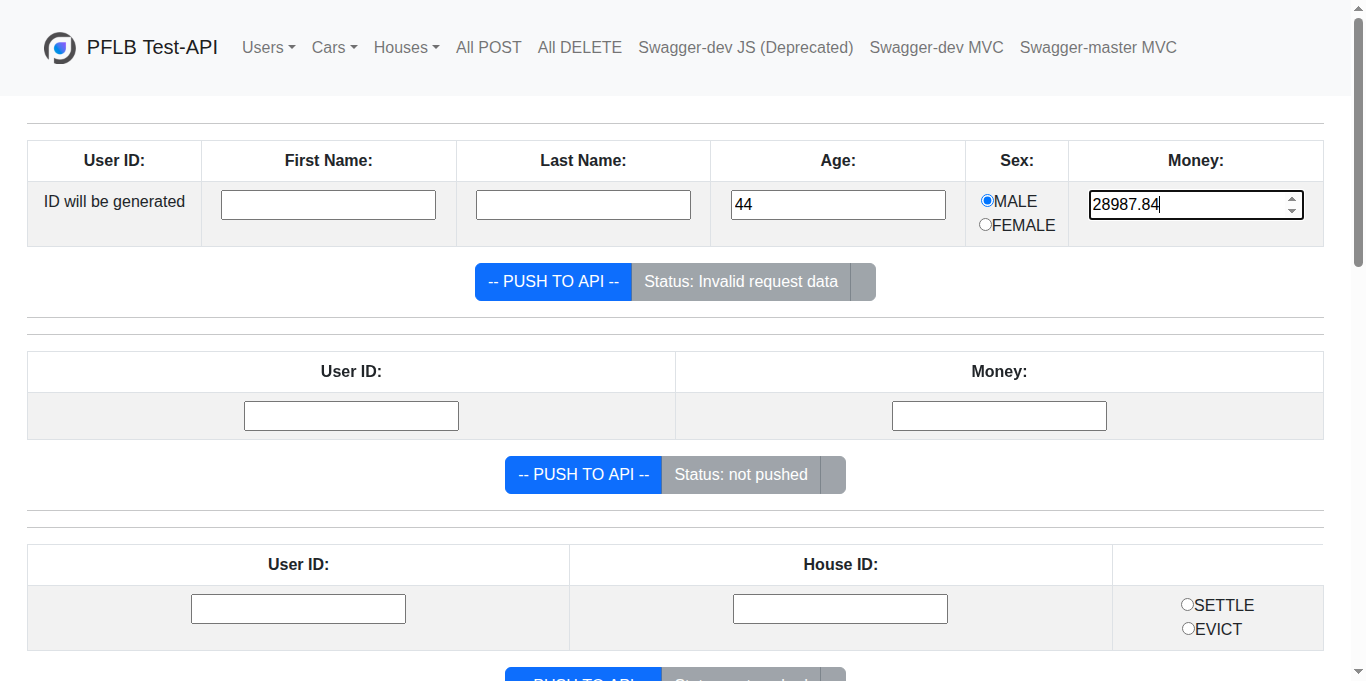 PFLB Test-API Users Cars Houses All POST All DELETE Swagger-dev JS (Deprecated) Swagger-dev MVC Swagger-master MVC
User ID: First Name: Last Name: Age: Sex: Money:
ID will be generated 44 MALE 28987.84
FEMALE
-- PUSH TO API -- Status: Invalid request data
User ID: Money:
-- PUSH TO API -- Status: not pushed
User ID: House ID:
SETTLE
EVICT